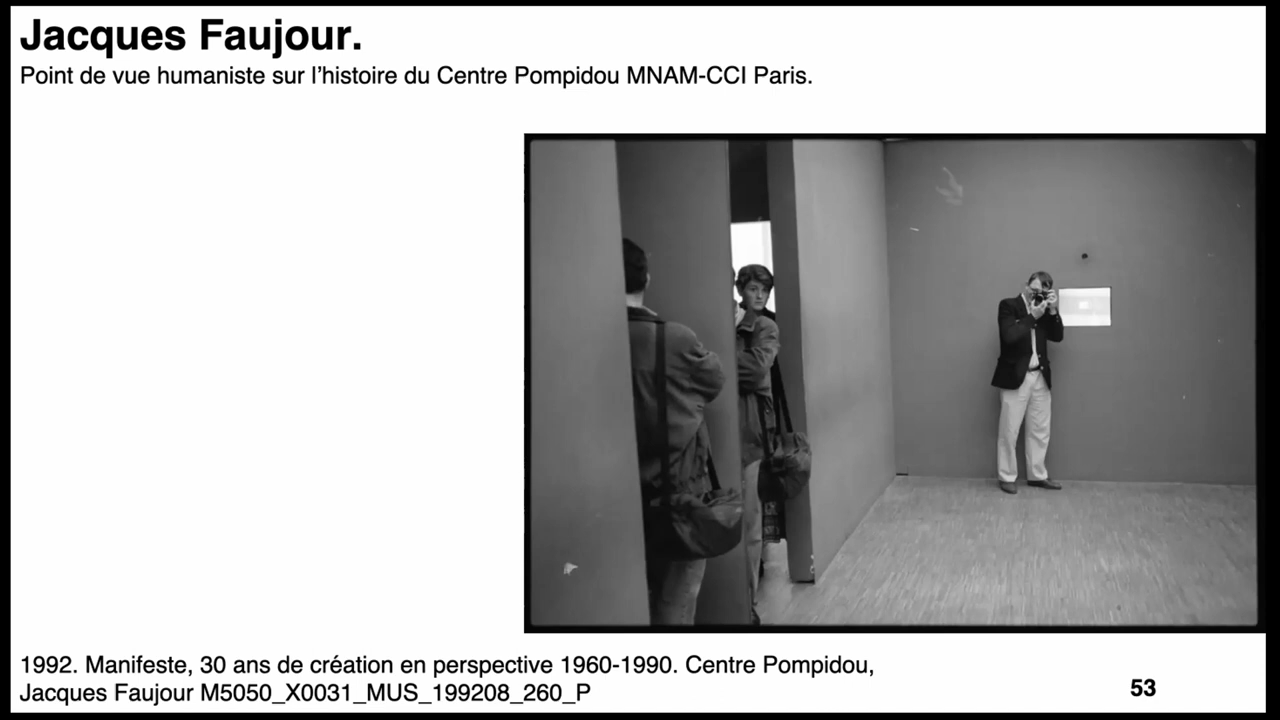 Jacques Faujour.
Point de vue humaniste sur l'histoire du Centre Pompidou MNAM-CCI Paris.
1992. Manifeste, 30 ans de création en perspective 1960-1990. Centre Pompidou,
Jacques Faujour M5050_X0031_MUS_199208_260_P
53